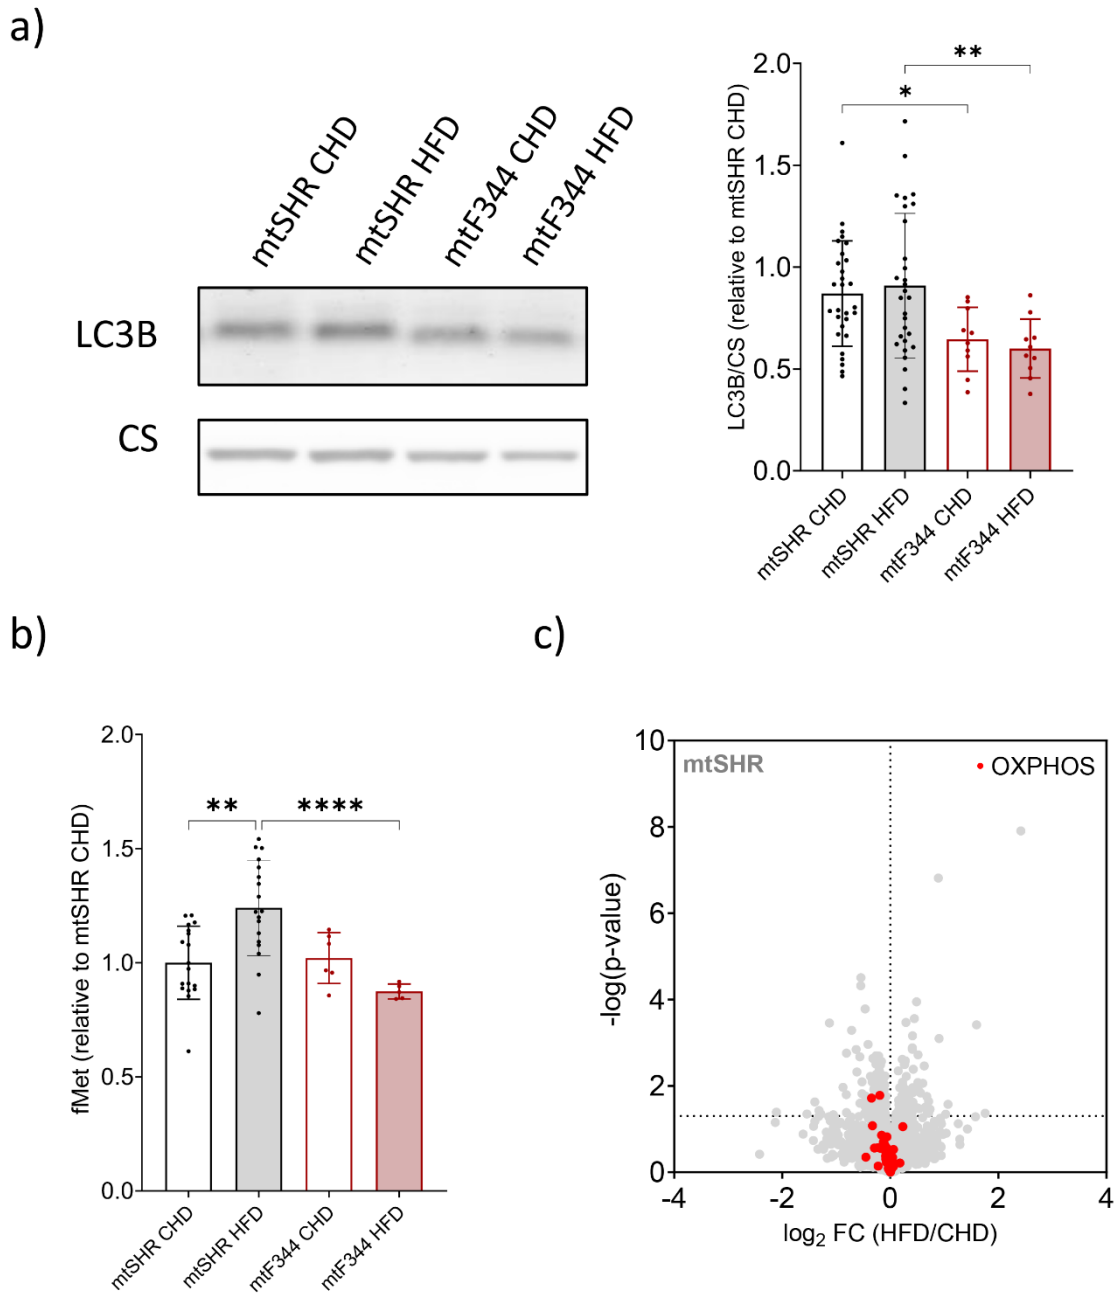 a)
mtSHR CHD
mtSHR HFD
mtF344 CHD
mtF344 HFD
LC3B
CS
LC3B/CS (relative to mtSHR CHD)
2.0
1.5
1.0
0.5
0.0
*
**
mtSHR CHD
mtSHR HFD
mtF344 CHD
mtF344 HFD
b)
fMet (relative to mtSHR CHD)
2.0
1.5
1.0
0.5
0.0
**
****
mtSHR CHD
mtSHR HFD
mtF344 CHD
mtF344 HFD
c)
mtSHR
OXPHOS
-log(p-value)
10
8
6
4
2
0
-4
-2
0
2
4
log₂ FC (HFD/CHD)